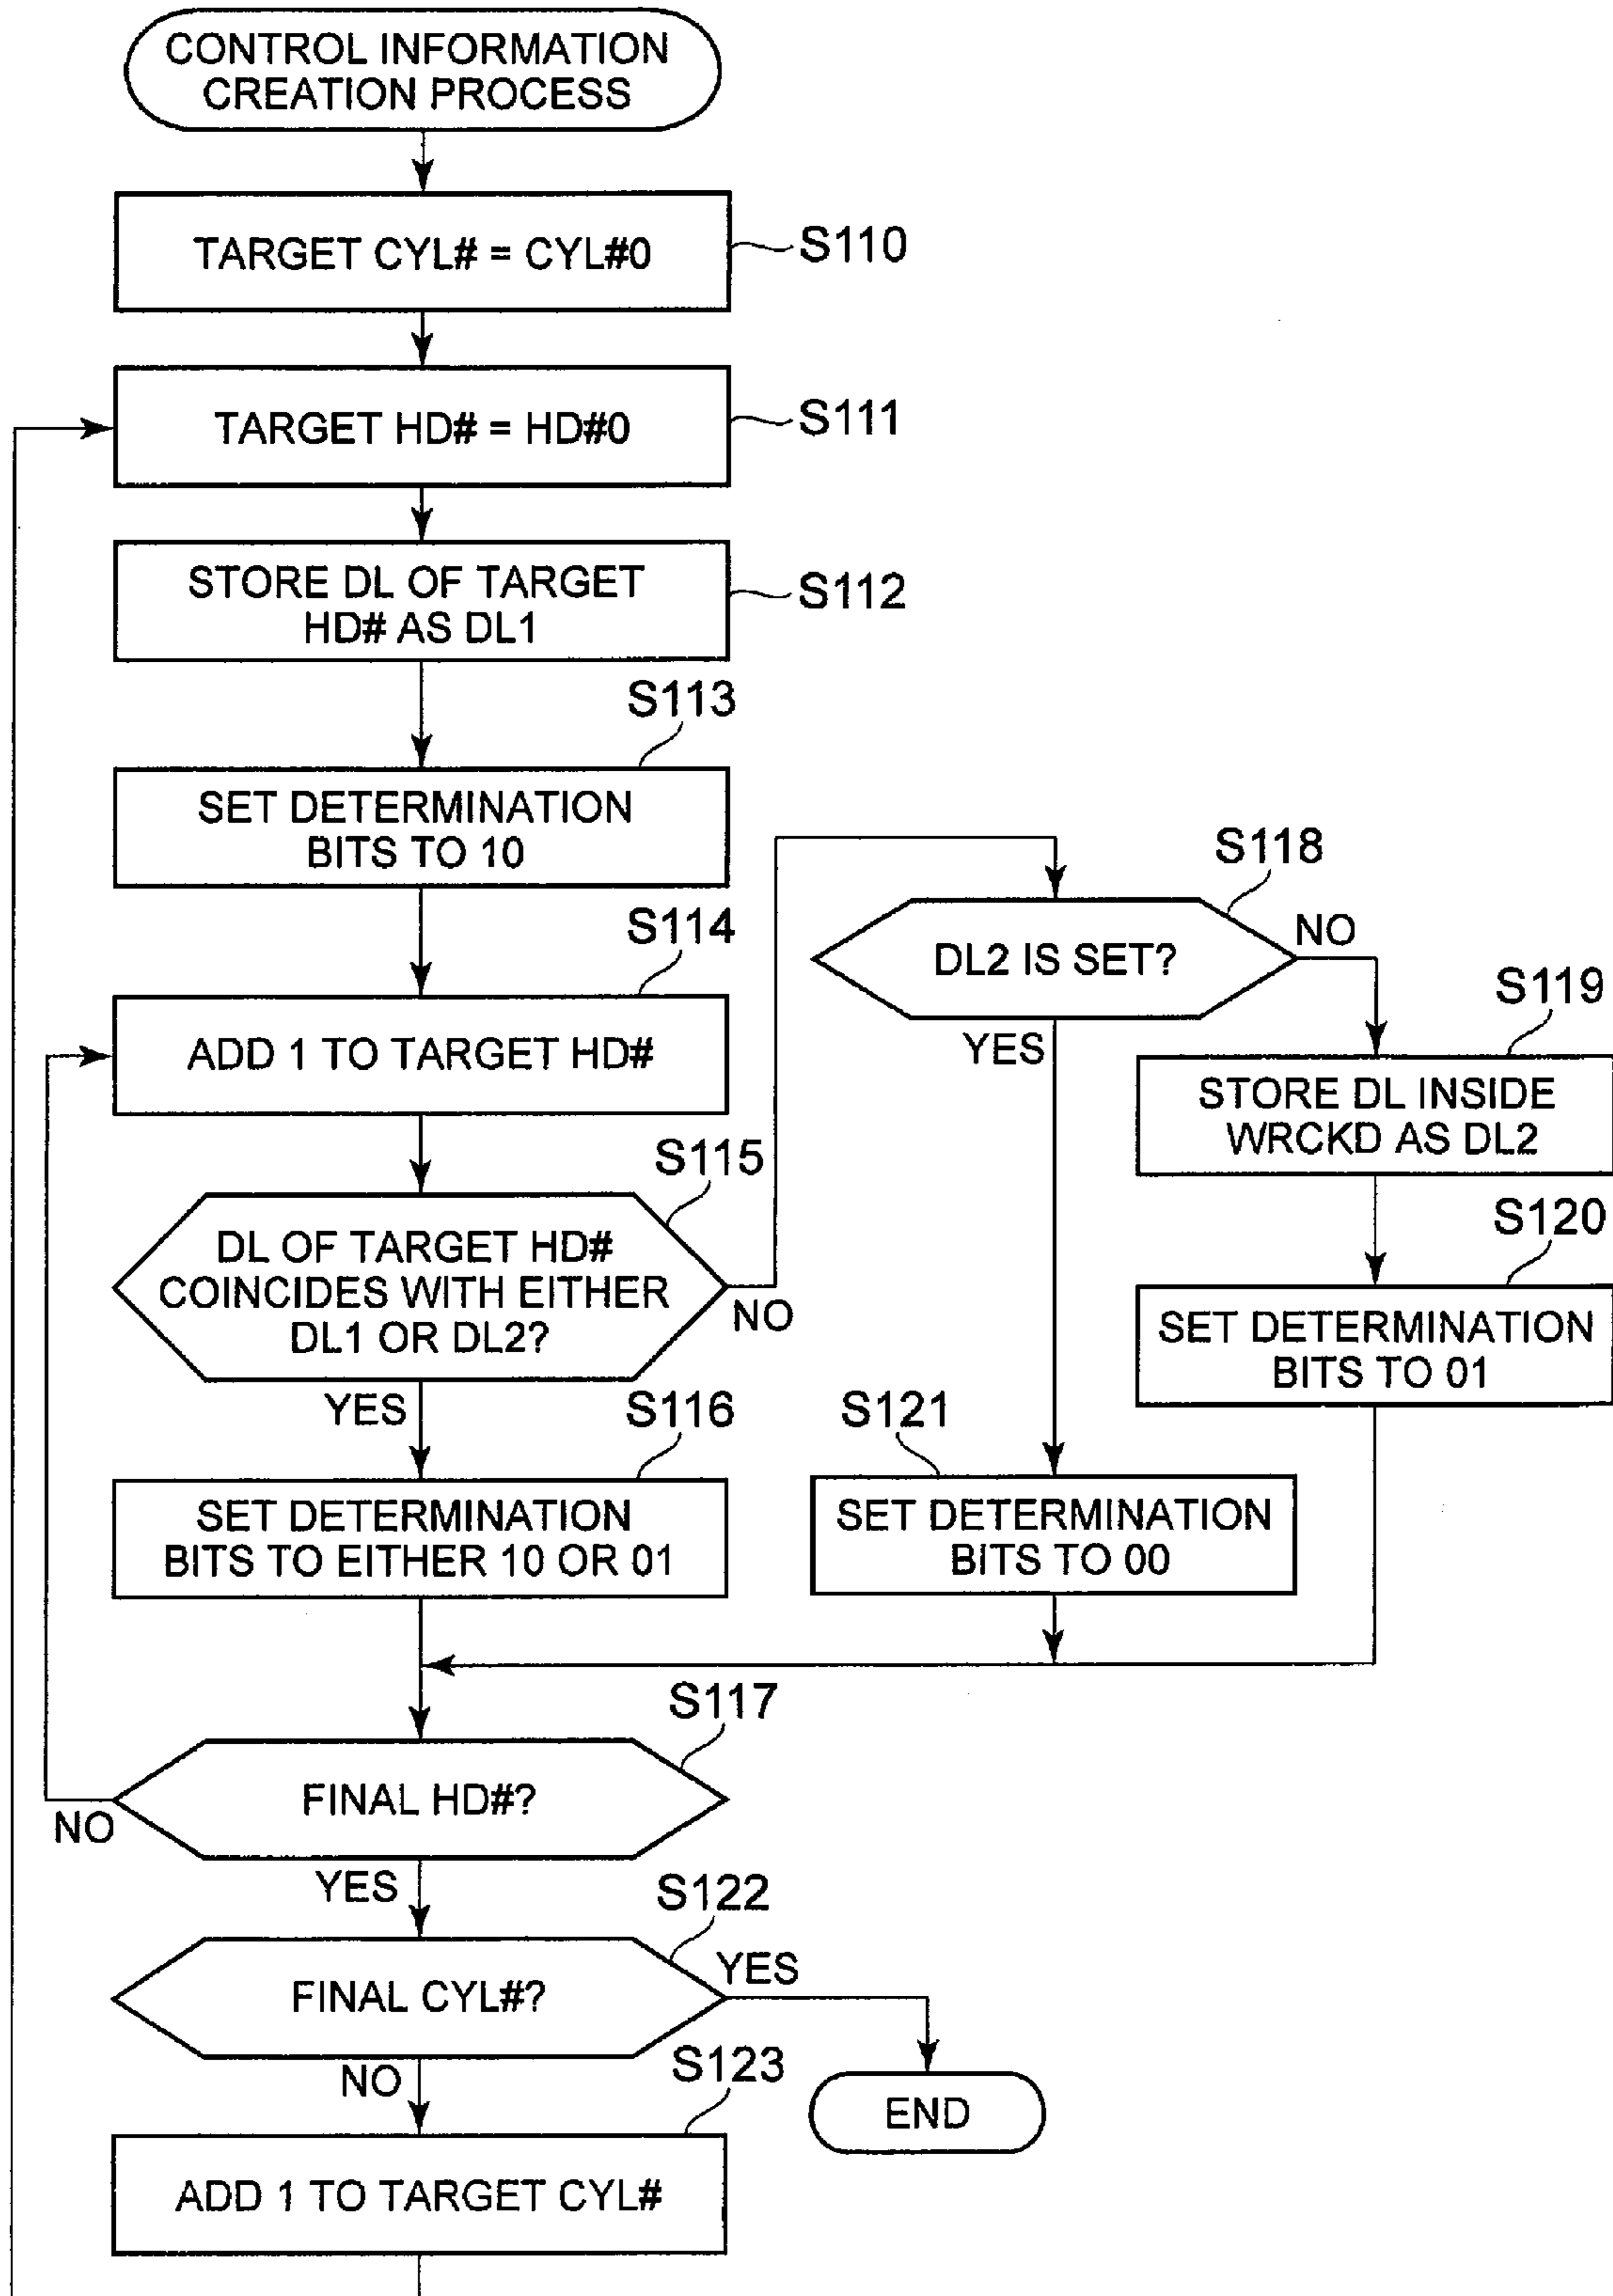 CONTROL INFORMATION
CREATION PROCESS
TARGET CYL# = CYL#0
S110
TARGET HD# = HD#0
S111
STORE DL OF TARGET
HD# AS DL1
S112
S113
SET DETERMINATION
BITS TO 10
S114
ADD 1 TO TARGET HD#
S115
DL OF TARGET HD#
COINCIDES WITH EITHER
DL1 OR DL2?
NO
YES
S116
SET DETERMINATION
BITS TO EITHER 10 OR 01
S118
DL2 IS SET?
NO
YES
S119
STORE DL INSIDE
WRCKD AS DL2
S120
SET DETERMINATION
BITS TO 01
S121
SET DETERMINATION
BITS TO 00
S117
FINAL HD#?
NO
YES
S122
FINAL CYL#?
YES
NO
END
S123
ADD 1 TO TARGET CYL#